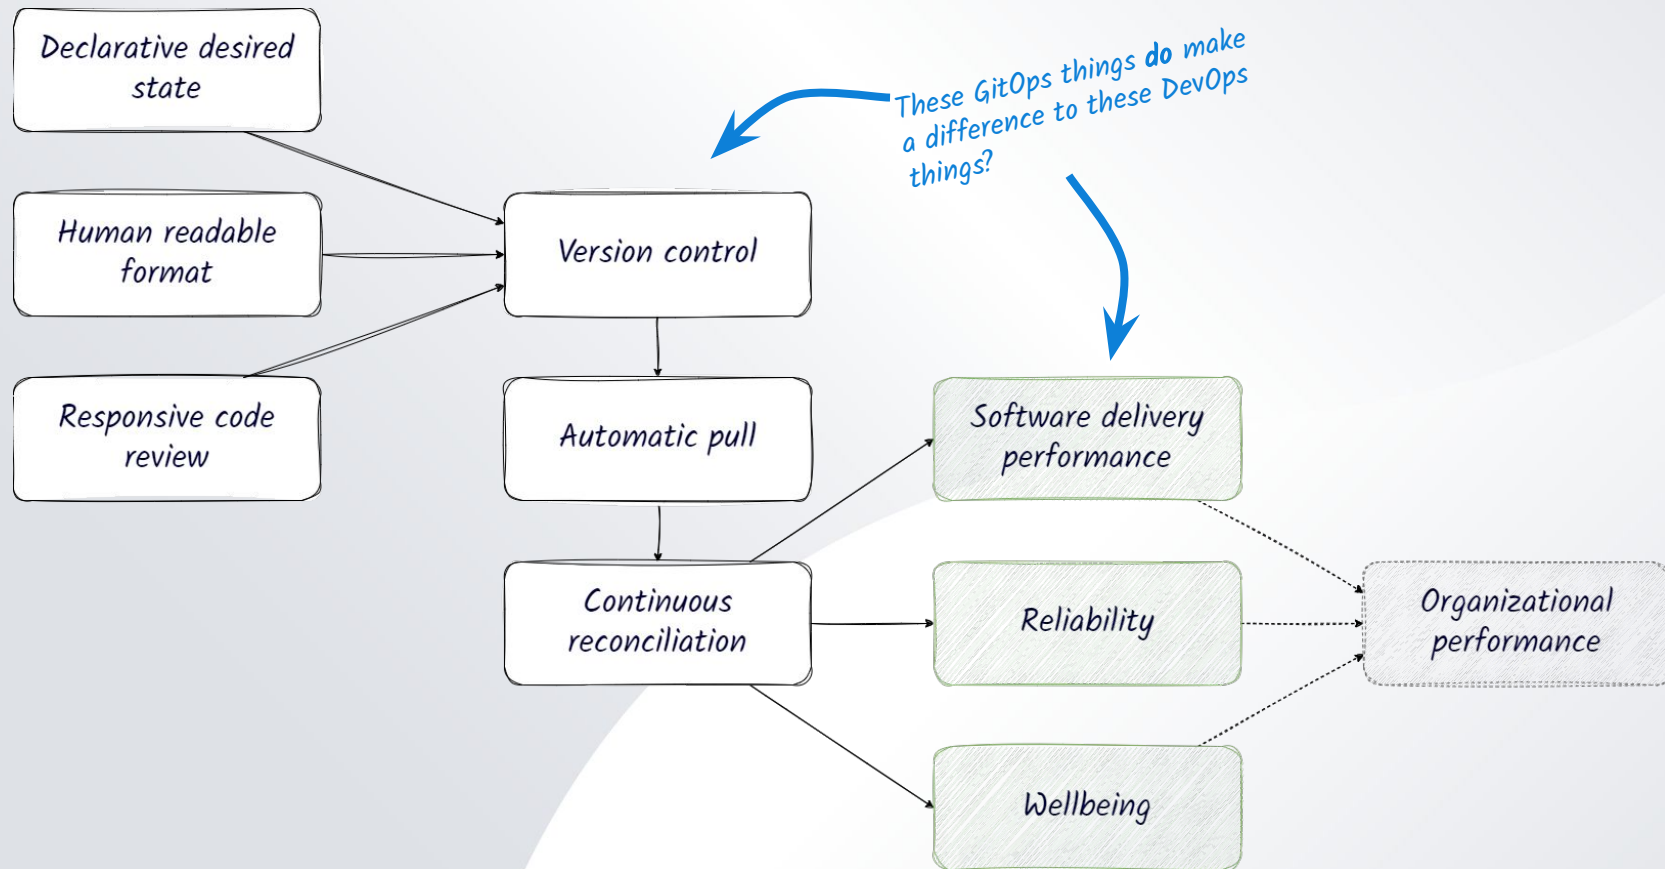 Declarative desired
state
These GitOps things do make
a difference to these DevOps
things?
Human readable
format
Version control
Responsive code
review
Automatic pull
Software delivery
performance
Continuous
reconciliation
Reliability
Organizational
performance
Wellbeing